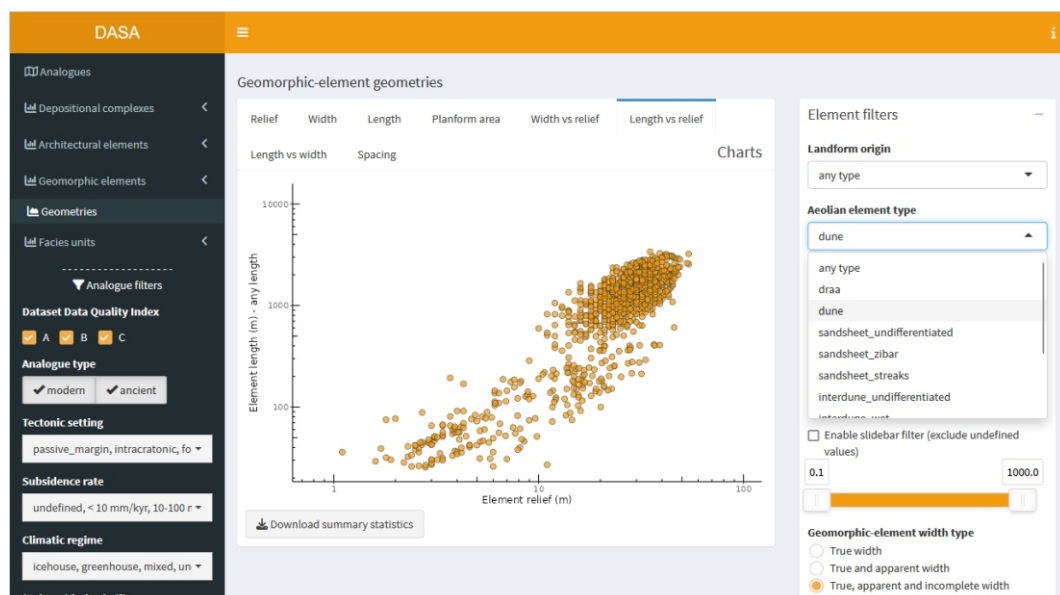 DASA
Analogues
Depositional complexes
Architectural elements
Geomorphic elements
Geometries
Facies units
Analogue filters
Dataset Data Quality Index
A B C
Analogue type
modern ancient
Tectonic setting
passive_margin, intracratonic, fo
Subsidence rate
undefined, < 10 mm/kyr, 10-100 r
Climatic regime
icehouse, greenhouse, mixed, un
Geomorphic-element geometries
Relief Width Length Planform area Width vs relief Length vs relief
Length vs width Spacing Charts
Element length (m) - any length
10000
1000
100
1 10 100
Element relief (m)
Download summary statistics
Element filters
Landform origin
any type
Aeolian element type
dune
any type
draa
dune
sandsheet_undifferentiated
sandsheet_zibar
sandsheet_streaks
interdune_undifferentiated
Enable slidebar filter (exclude undefined
values)
0.1 1000.0
Geomorphic-element width type
True width
True and apparent width
True, apparent and incomplete width